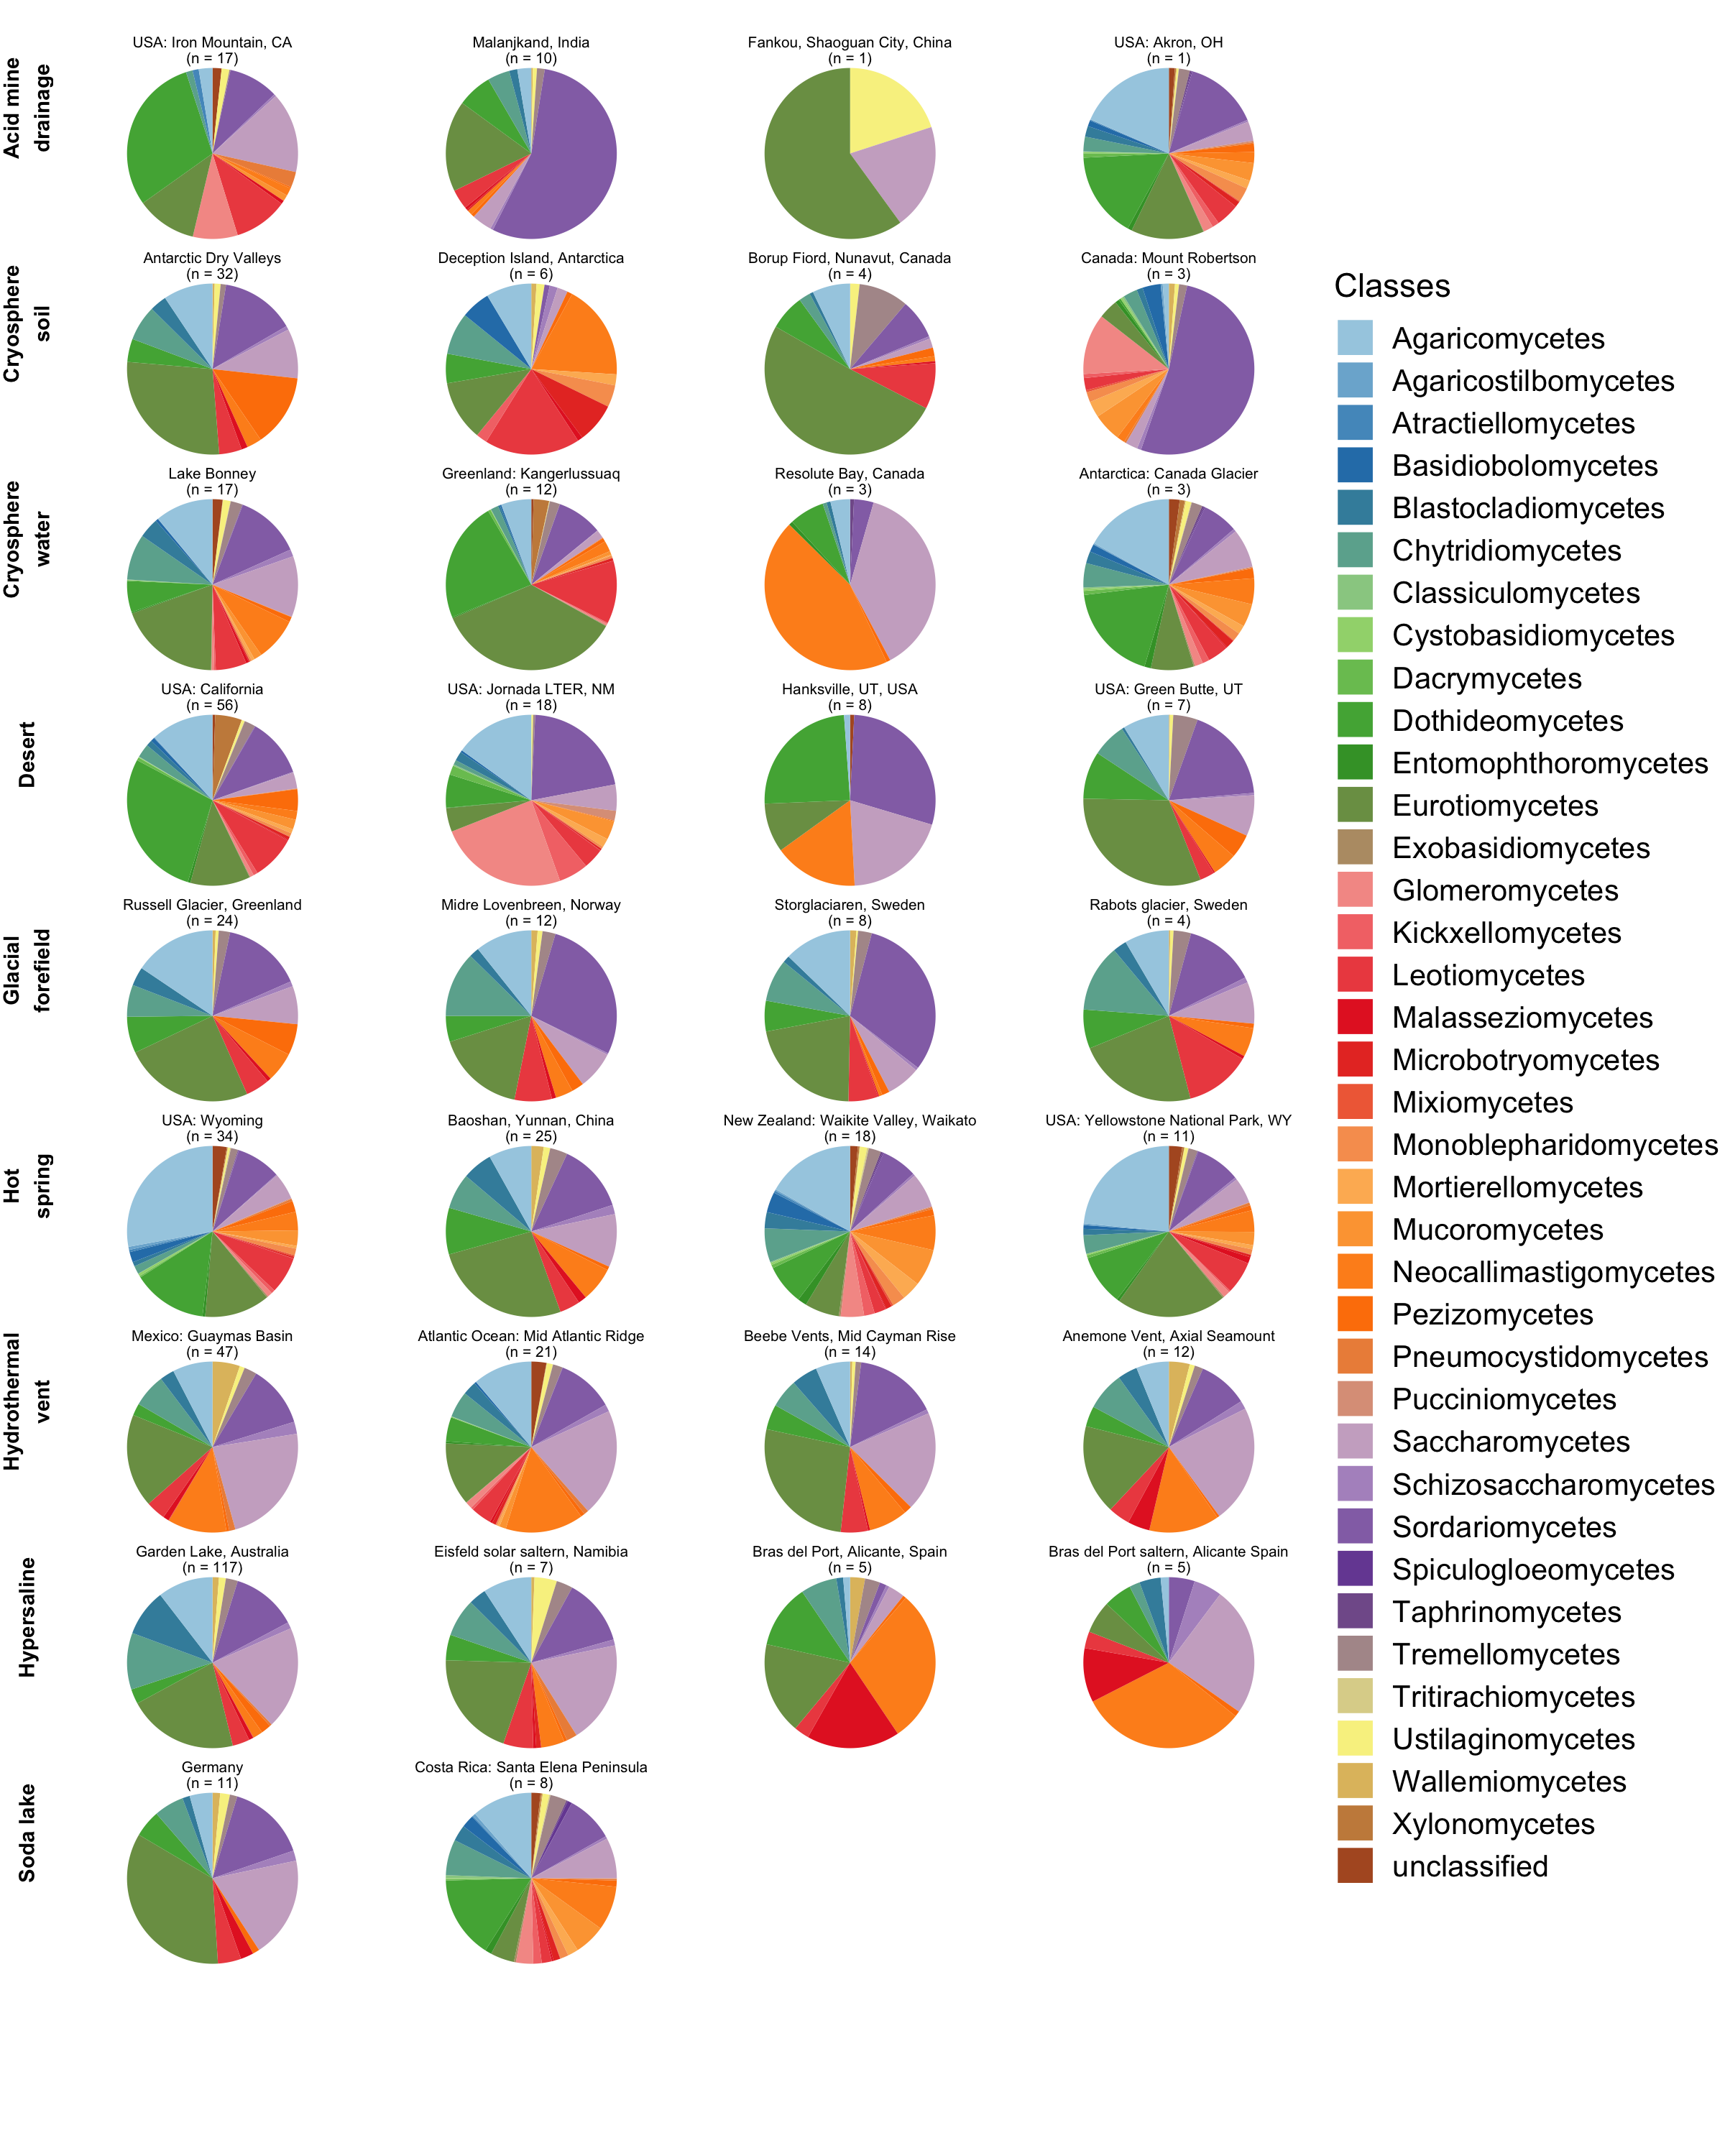 Acid mine
drainage
USA: Iron Mountain, CA
(n = 17)
Malanjkand, India
(n = 10)
Fankou, Shaoguan City, China
(n = 1)
USA: Akron, OH
(n = 1)
Cryosphere
soil
Antarctic Dry Valleys
(n = 32)
Deception Island, Antarctica
(n = 6)
Borup Fiord, Nunavut, Canada
(n = 4)
Canada: Mount Robertson
(n = 3)
Cryosphere
water
Lake Bonney
(n = 17)
Greenland: Kangerlussuaq
(n = 12)
Resolute Bay, Canada
(n = 3)
Antarctica: Canada Glacier
(n = 3)
Desert
USA: California
(n = 56)
USA: Jornada LTER, NM
(n = 18)
Hanksville, UT, USA
(n = 8)
USA: Green Butte, UT
(n = 7)
Glacial
forefield
Russell Glacier, Greenland
(n = 24)
Midre Lovenbreen, Norway
(n = 12)
Storglaciaren, Sweden
(n = 8)
Rabots glacier, Sweden
(n = 4)
Hot
spring
USA: Wyoming
(n = 34)
Baoshan, Yunnan, China
(n = 25)
New Zealand: Waikite Valley, Waikato
(n = 18)
USA: Yellowstone National Park, WY
(n = 11)
Hydrothermal
vent
Mexico: Guaymas Basin
(n = 47)
Atlantic Ocean: Mid Atlantic Ridge
(n = 21)
Beebe Vents, Mid Cayman Rise
(n = 14)
Anemone Vent, Axial Seamount
(n = 12)
Hypersaline
Garden Lake, Australia
(n = 117)
Eisfeld solar saltern, Namibia
(n = 7)
Bras del Port, Alicante, Spain
(n = 5)
Bras del Port saltern, Alicante Spain
(n = 5)
Soda lake
Germany
(n = 11)
Costa Rica: Santa Elena Peninsula
(n = 8)
Classes
Agaricomycetes
Agaricostilbomycetes
Atractiellomycetes
Basidiobolomycetes
Blastocladiomycetes
Chytridiomycetes
Classiculomycetes
Cystobasidiomycetes
Dacrymycetes
Dothideomycetes
Entomophthoromycetes
Eurotiomycetes
Exobasidiomycetes
Glomeromycetes
Kickxellomycetes
Leotiomycetes
Malasseziomycetes
Microbotryomycetes
Mixiomycetes
Monoblepharidomycetes
Mortierellomycetes
Mucoromycetes
Neocallimastigomycetes
Pezizomycetes
Pneumocystidomycetes
Pucciniomycetes
Saccharomycetes
Schizosaccharomycetes
Sordariomycetes
Spiculogloeomycetes
Taphrinomycetes
Tremellomycetes
Tritirachiomycetes
Ustilaginomycetes
Wallemiomycetes
Xylonomycetes
unclassified